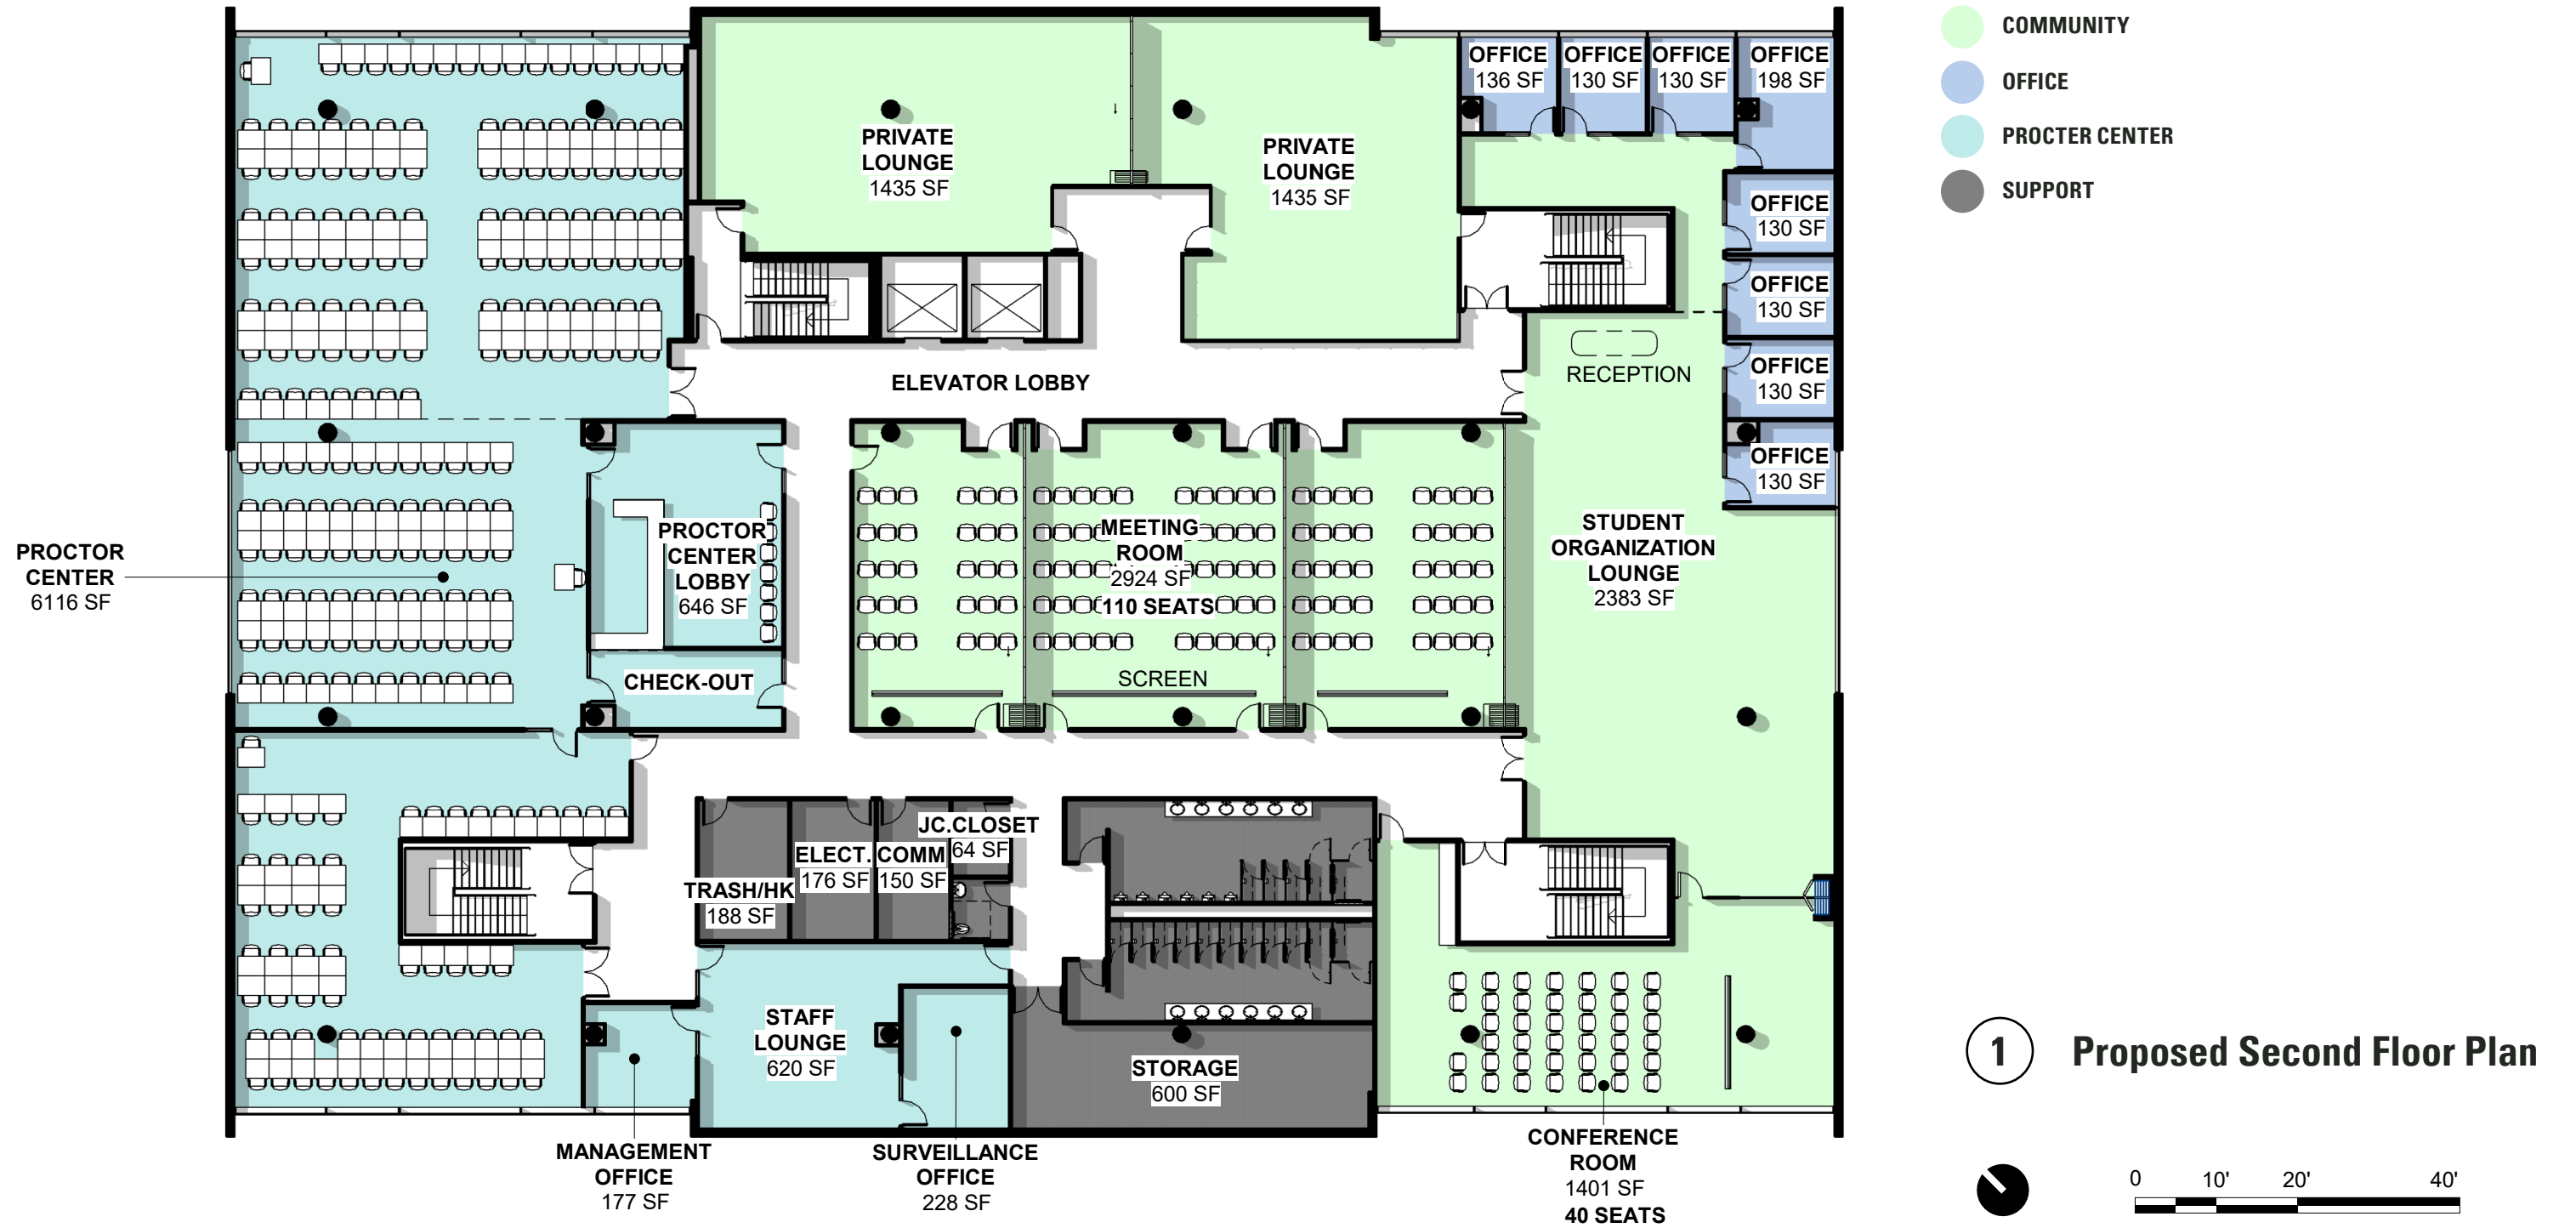 COMMUNITY
OFFICE
PROCTER CENTER
SUPPORT
OFFICE
136 SF
OFFICE
130 SF
OFFICE
130 SF
OFFICE
198 SF
PRIVATE
LOUNGE
1435 SF
PRIVATE
LOUNGE
1435 SF
OFFICE
130 SF
OFFICE
130 SF
OFFICE
130 SF
OFFICE
130 SF
ELEVATOR LOBBY
RECEPTION
PROCTOR
CENTER
6116 SF
PROCTOR
CENTER
LOBBY
646 SF
CHECK-OUT
MEETING
ROOM
2924 SF
110 SEATS
SCREEN
STUDENT
ORGANIZATION
LOUNGE
2383 SF
TRASH/HK
188 SF
ELECT.
176 SF
COMM
150 SF
JC.CLOSET
64 SF
STAFF
LOUNGE
620 SF
STORAGE
600 SF
MANAGEMENT
OFFICE
177 SF
SURVEILLANCE
OFFICE
228 SF
CONFERENCE
ROOM
1401 SF
40 SEATS
1
Proposed Second Floor Plan
0 10' 20' 40'